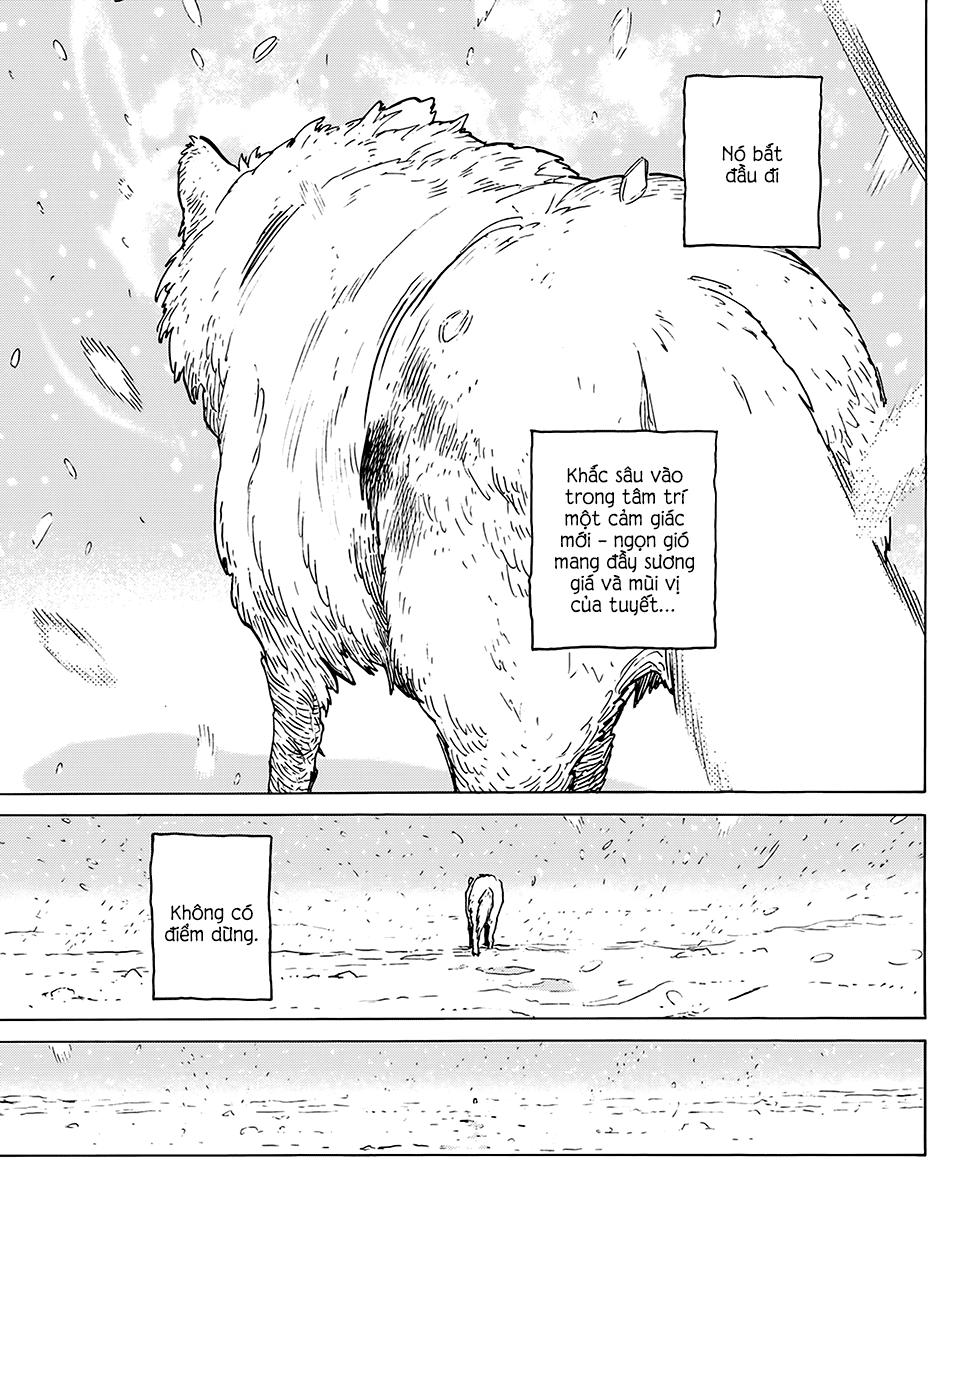 Nó bắt
đầu đi
Khắc sâu vào
trong tâm trí
một cảm giác
mới - ngọn gió
mang đầy sương
giá và mùi vị
của tuyết...
Không có
điểm dừng.